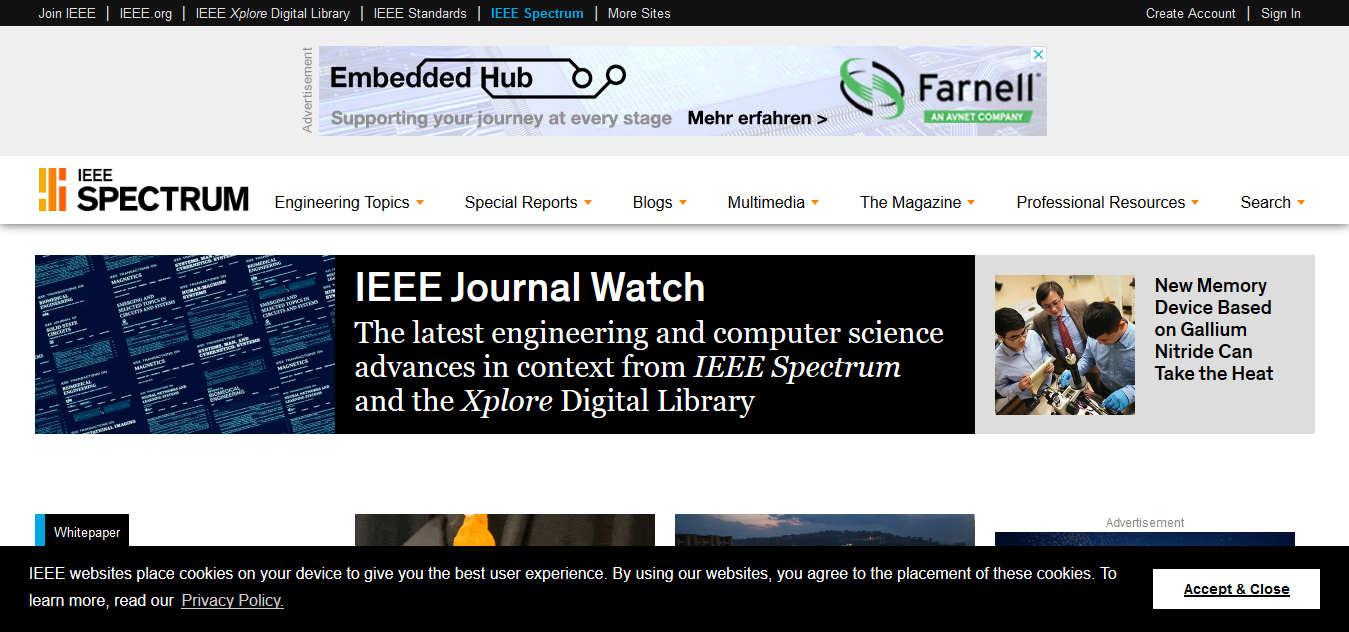 Join IEEE | IEEE.org | IEEE Xplore Digital Library | IEEE Standards | IEEE Spectrum | More Sites
Create Account | Sign In
Advertisement
Embedded Hub
Supporting your journey at every stage Mehr erfahren >
Farnell
AN AVNET COMPANY
IEEE
SPECTRUM
Engineering Topics
Special Reports
Blogs
Multimedia
The Magazine
Professional Resources
Search
IEEE Journal Watch
The latest engineering and computer science
advances in context from IEEE Spectrum
and the Xplore Digital Library
New Memory
Device Based
on Gallium
Nitride Can
Take the Heat
Whitepaper
Advertisement
IEEE websites place cookies on your device to give you the best user experience. By using our websites, you agree to the placement of these cookies. To
learn more, read our Privacy Policy.
Accept & Close